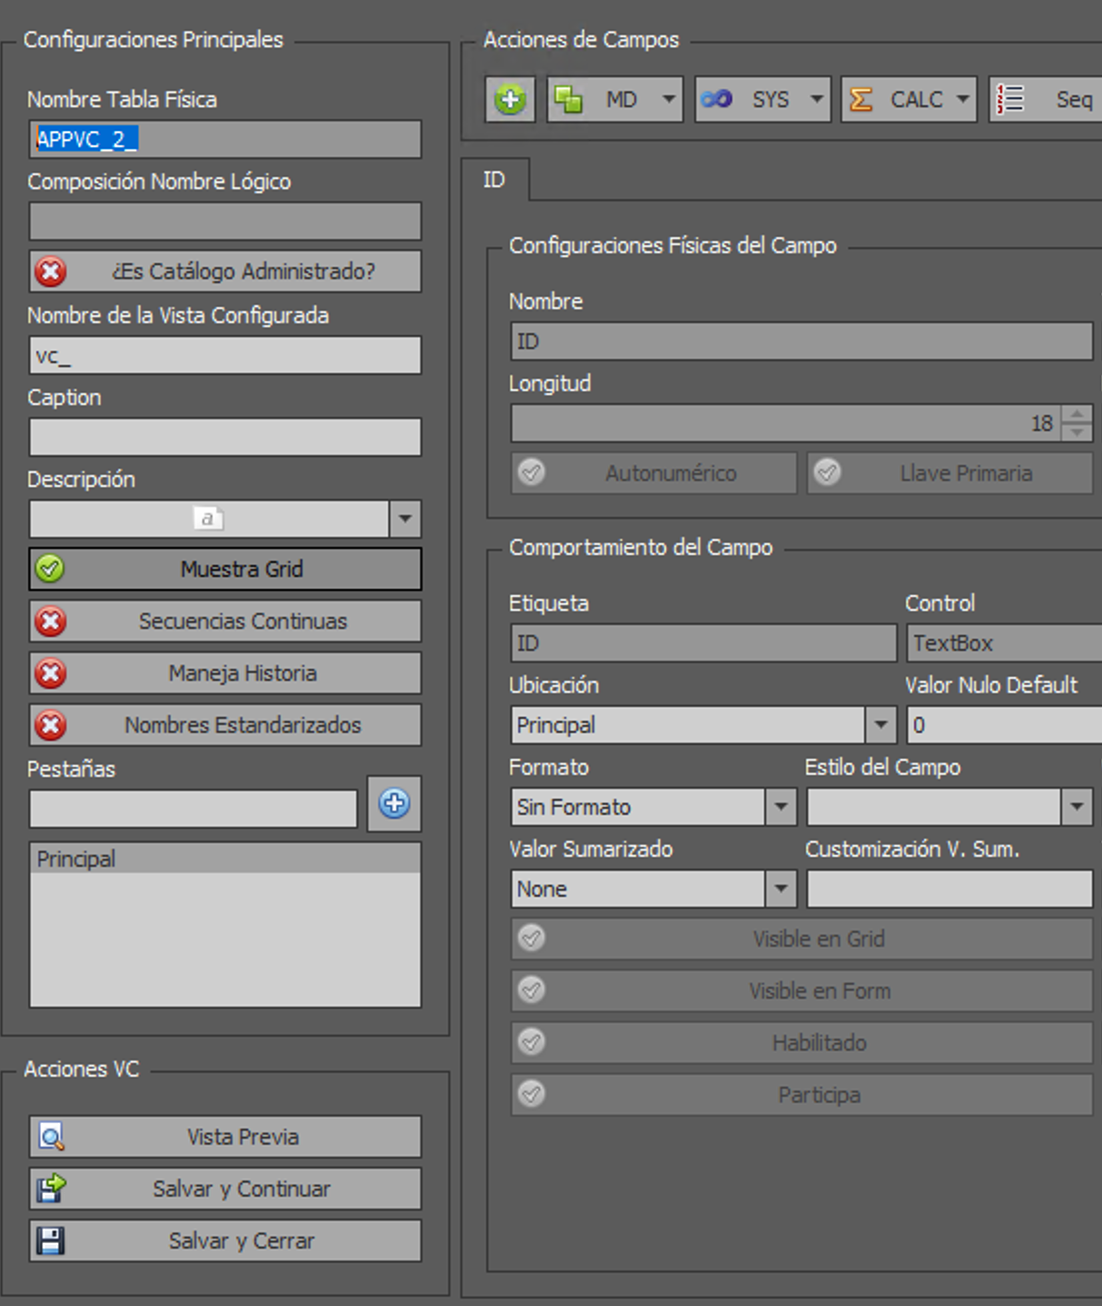 Configuraciones Principales
Nombre Tabla Física
APPVC_2_
Composición Nombre Lógico
¿Es Catálogo Administrado?
Nombre de la Vista Configurada
vc_
Caption
Descripción
a
Muestra Grid
Secuencias Continuas
Maneja Historia
Nombres Estandarizados
Pestañas
Principal
Acciones VC
Vista Previa
Salvar y Continuar
Salvar y Cerrar
Acciones de Campos
MD SYS CALC Seq
ID
Configuraciones Físicas del Campo
Nombre
ID
Longitud
18
Autonumérico Llave Primaria
Comportamiento del Campo
Etiqueta Control
ID TextBox
Ubicación Valor Nulo Default
Principal 0
Formato Estilo del Campo
Sin Formato
Valor Sumarizado Customización V. Sum.
None
Visible en Grid
Visible en Form
Habilitado
Participa